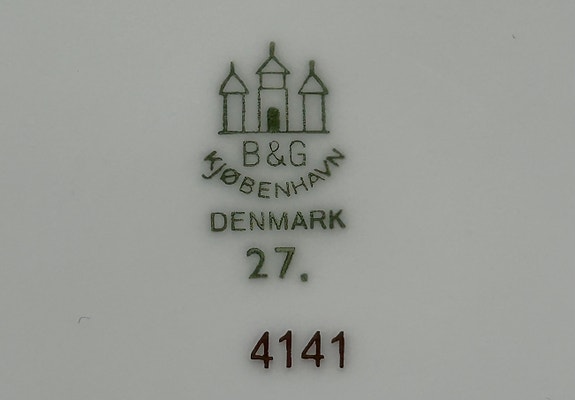 B&G
KJØBENHAVN
DENMARK
27.
4141